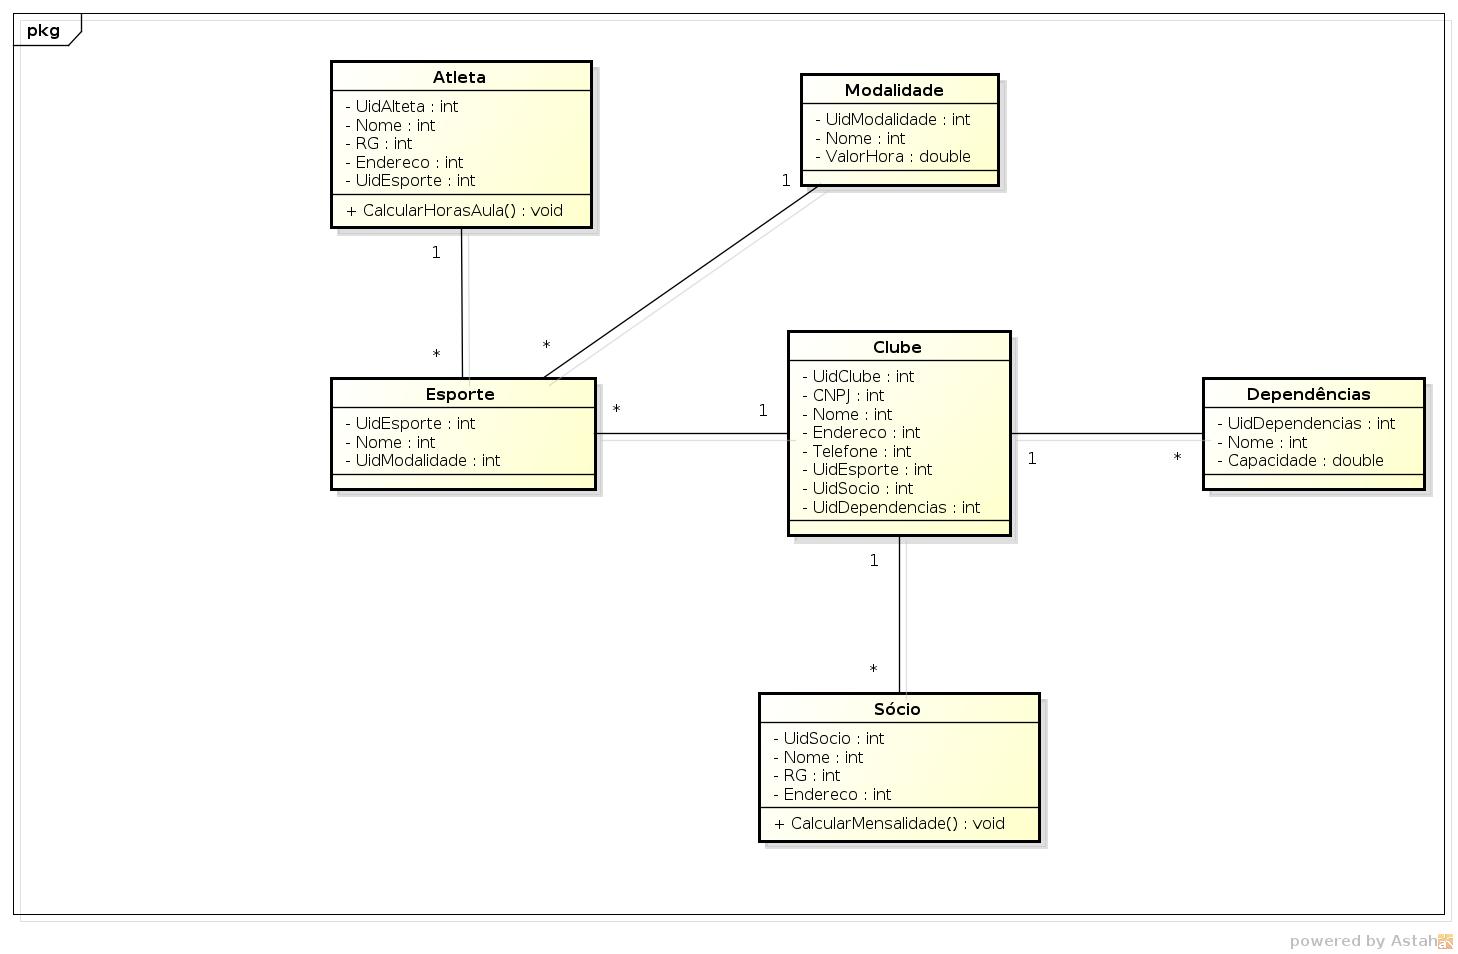 pkg
Atleta
- UidAlteta : int
- Nome : int
- RG : int
- Endereco : int
- UidEsporte : int
+ CalcularHorasAula() : void
Modalidade
- UidModalidade : int
- Nome : int
- ValorHora : double
1
1
*
*
Esporte
- UidEsporte : int
- Nome : int
- UidModalidade : int
*
1
Clube
- UidClube : int
- CNPJ : int
- Nome : int
- Endereco : int
- Telefone : int
- UidEsporte : int
- UidSocio : int
- UidDependencias : int
1
*
Dependências
- UidDependencias : int
- Nome : int
- Capacidade : double
1
*
Sócio
- UidSocio : int
- Nome : int
- RG : int
- Endereco : int
+ CalcularMensalidade() : void
powered by Astah